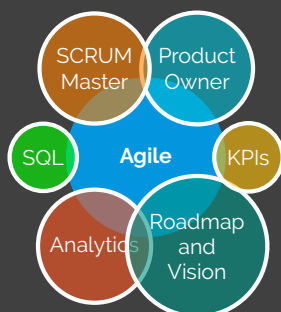 SCRUM
Master
Product
Owner
SQL
Agile
KPIs
Analytics
Roadmap
and
Vision